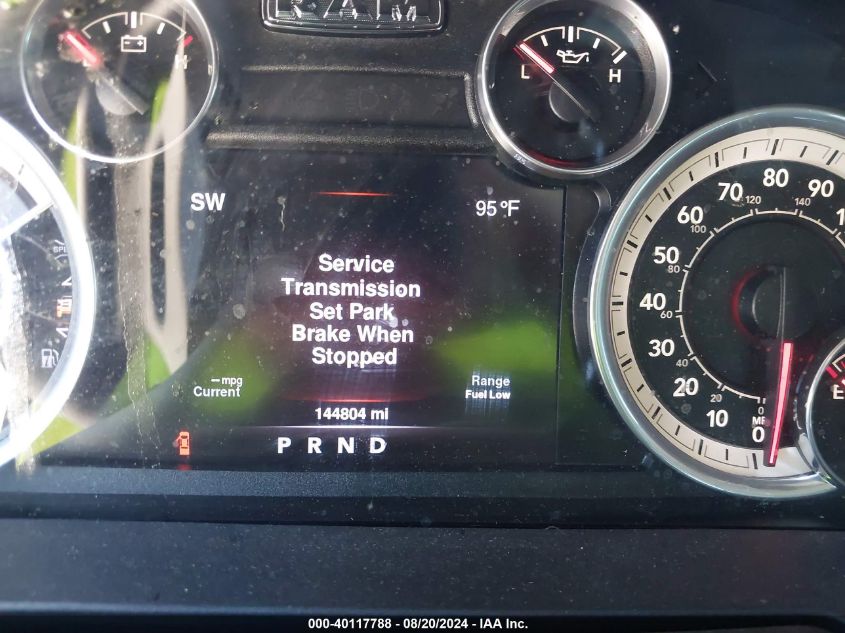 RAM
H
L H
SW
95 °F
Service
Transmission
Set Park
Brake When
Stopped
-- mpg
Current
Range
Fuel Low
144804 mi
P R N D
90
80
70
60
50
40
30
20
10
0
140
120
100
80
60
40
20
0
E
000-40117788 - 08/20/2024 - IAA Inc.